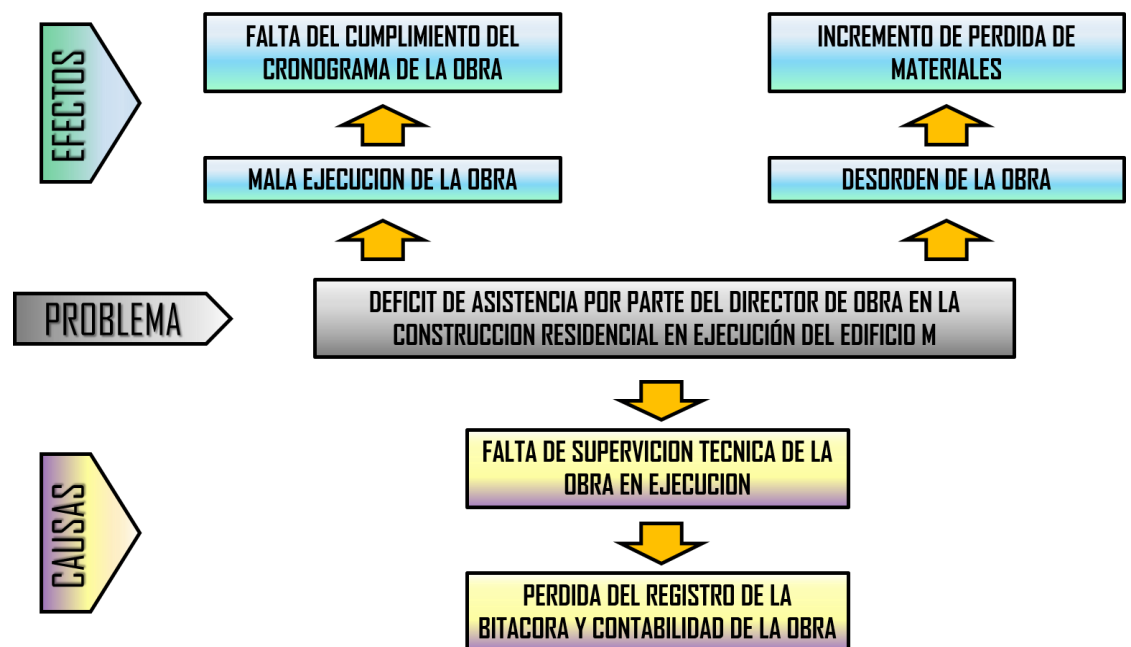 EFECTOS
FALTA DEL CUMPLIMIENTO DEL
CRONOGRAMA DE LA OBRA
INCREMENTO DE PERDIDA DE
MATERIALES
MALA EJECUCION DE LA OBRA
DESORDEN DE LA OBRA
PROBLEMA
DEFICIT DE ASISTENCIA POR PARTE DEL DIRECTOR DE OBRA EN LA
CONSTRUCCION RESIDENCIAL EN EJECUCIÓN DEL EDIFICIO M
CAUSAS
FALTA DE SUPERVICION TECNICA DE LA
OBRA EN EJECUCION
PERDIDA DEL REGISTRO DE LA
BITACORA Y CONTABILIDAD DE LA OBRA